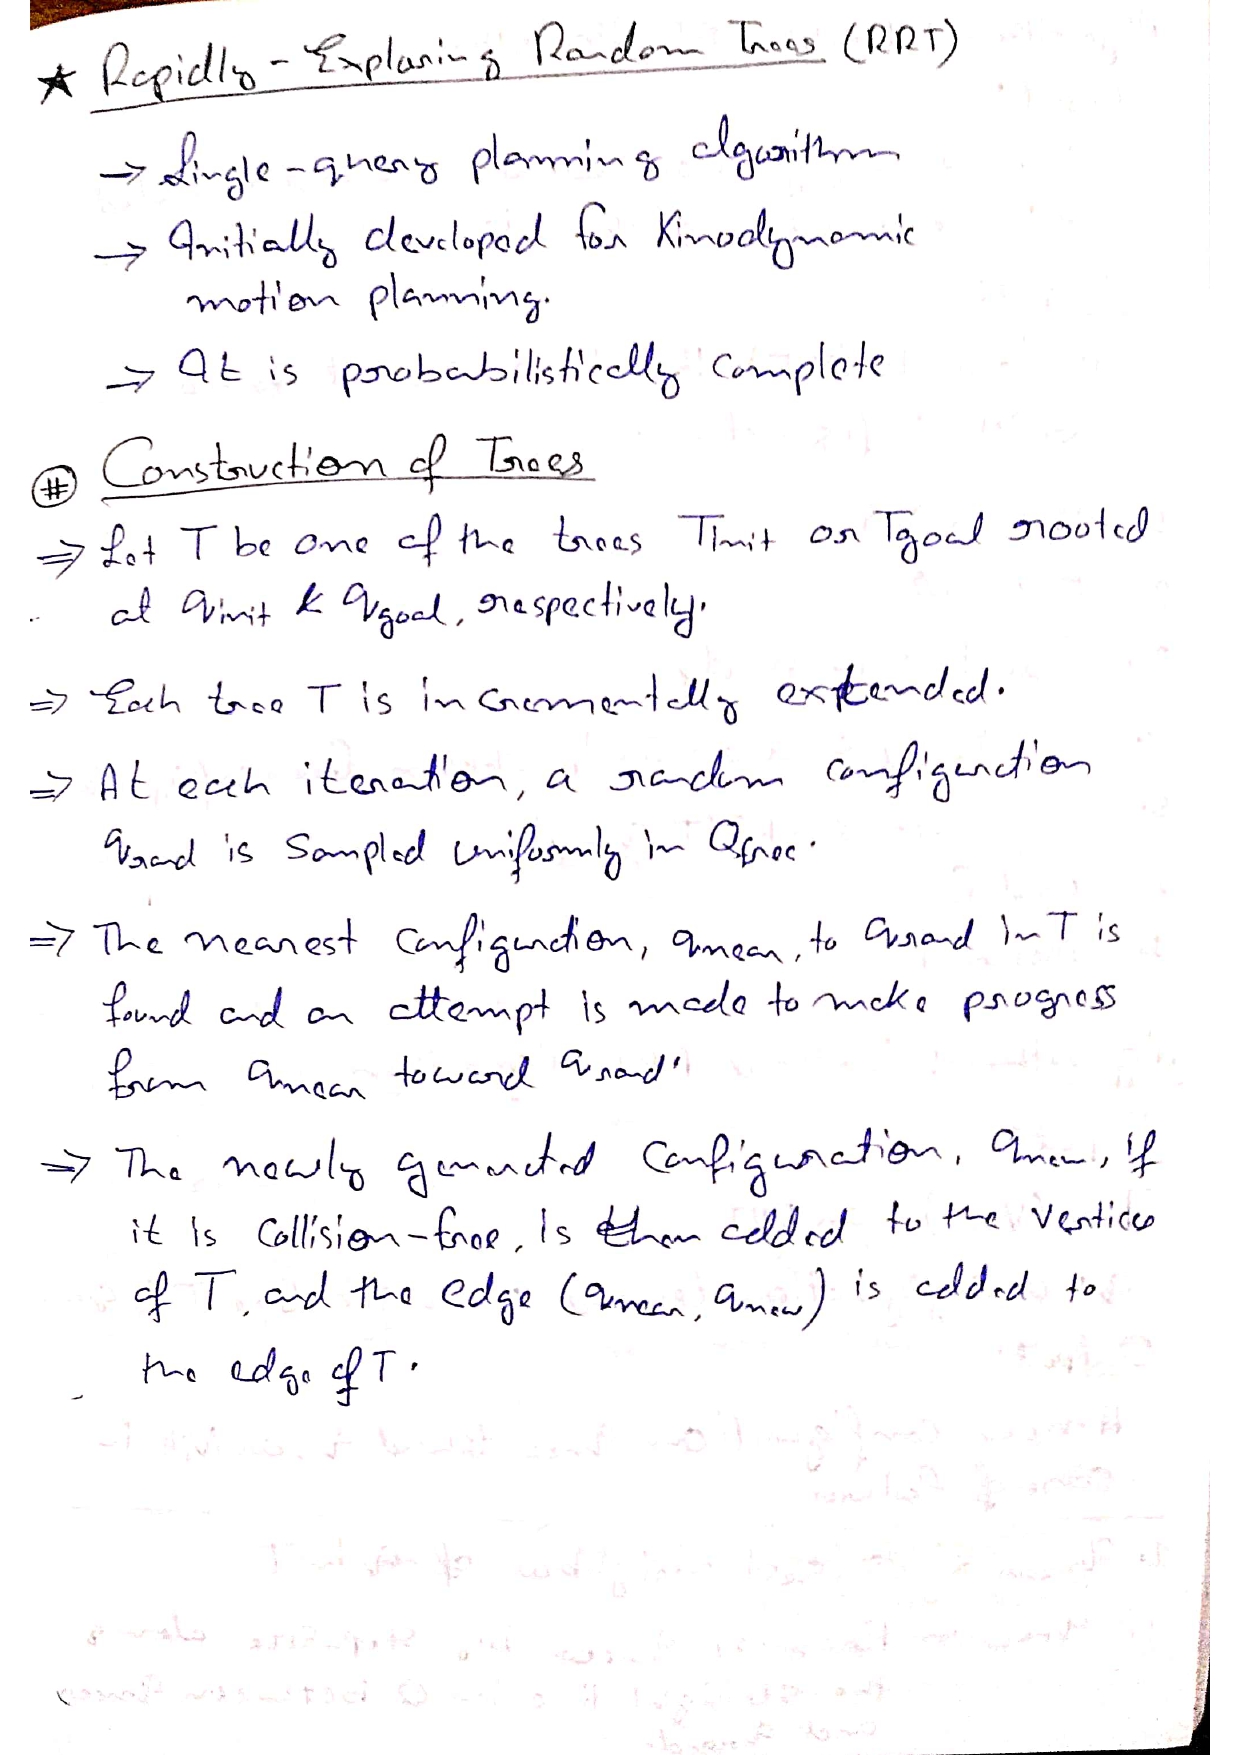 ★ Rapidly-Exploring Random Trees (RRT)
→ Single-query planning algorithm
→ Initially developed for Kinodynamic
motion planning.
→ It is probabilistically complete
# Construction of Trees
⇒ Let T be one of the trees Tinit or Tgoal rooted
at qinit & qgoal, respectively.
⇒ Each tree T is incrementally extended.
⇒ At each iteration, a random configuration
qrand is sampled uniformly in Qfree.
⇒ The nearest configuration, qnear, to qrand in T is
found and an attempt is made to make progress
from qnear toward qrand.
⇒ The newly generated configuration, qnew, if
it is collision-free, is then added to the vertices
of T, and the edge (qnear, qnew) is added to
the edge of T.